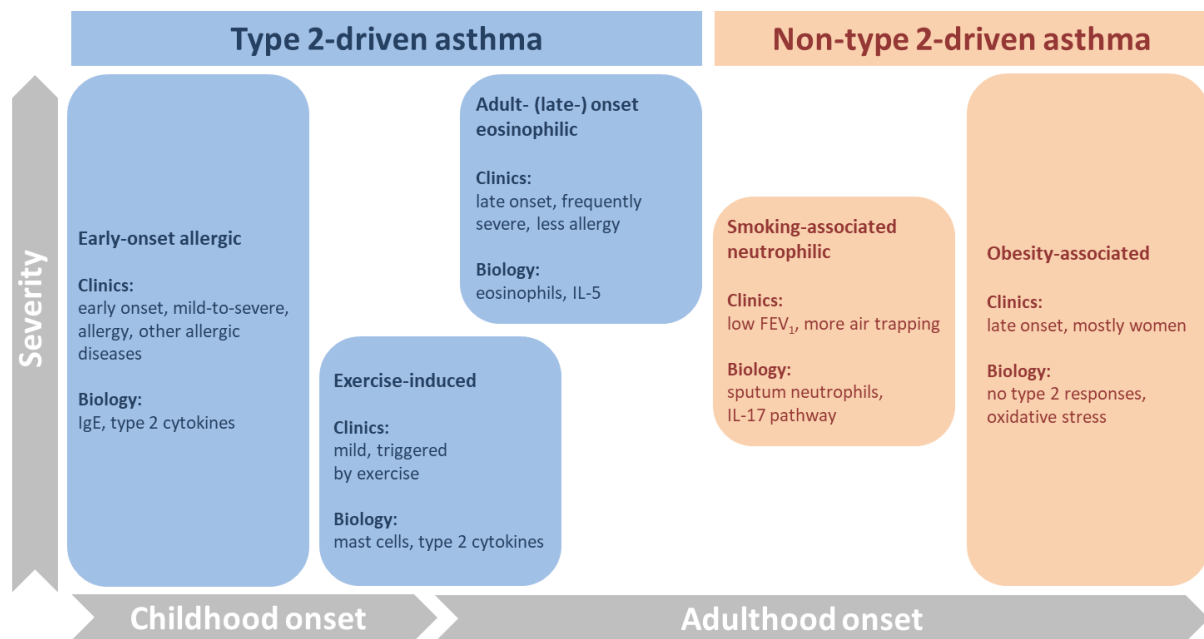 Type 2-driven asthma
Non-type 2-driven asthma
Severity
Early-onset allergic
Clinics:
early onset, mild-to-severe,
allergy, other allergic
diseases
Biology:
IgE, type 2 cytokines
Exercise-induced
Clinics:
mild, triggered
by exercise
Biology:
mast cells, type 2 cytokines
Adult- (late-) onset
eosinophilic
Clinics:
late onset, frequently
severe, less allergy
Biology:
eosinophils, IL-5
Smoking-associated
neutrophilic
Clinics:
low FEV₁, more air trapping
Biology:
sputum neutrophils,
IL-17 pathway
Obesity-associated
Clinics:
late onset, mostly women
Biology:
no type 2 responses,
oxidative stress
Childhood onset
Adulthood onset